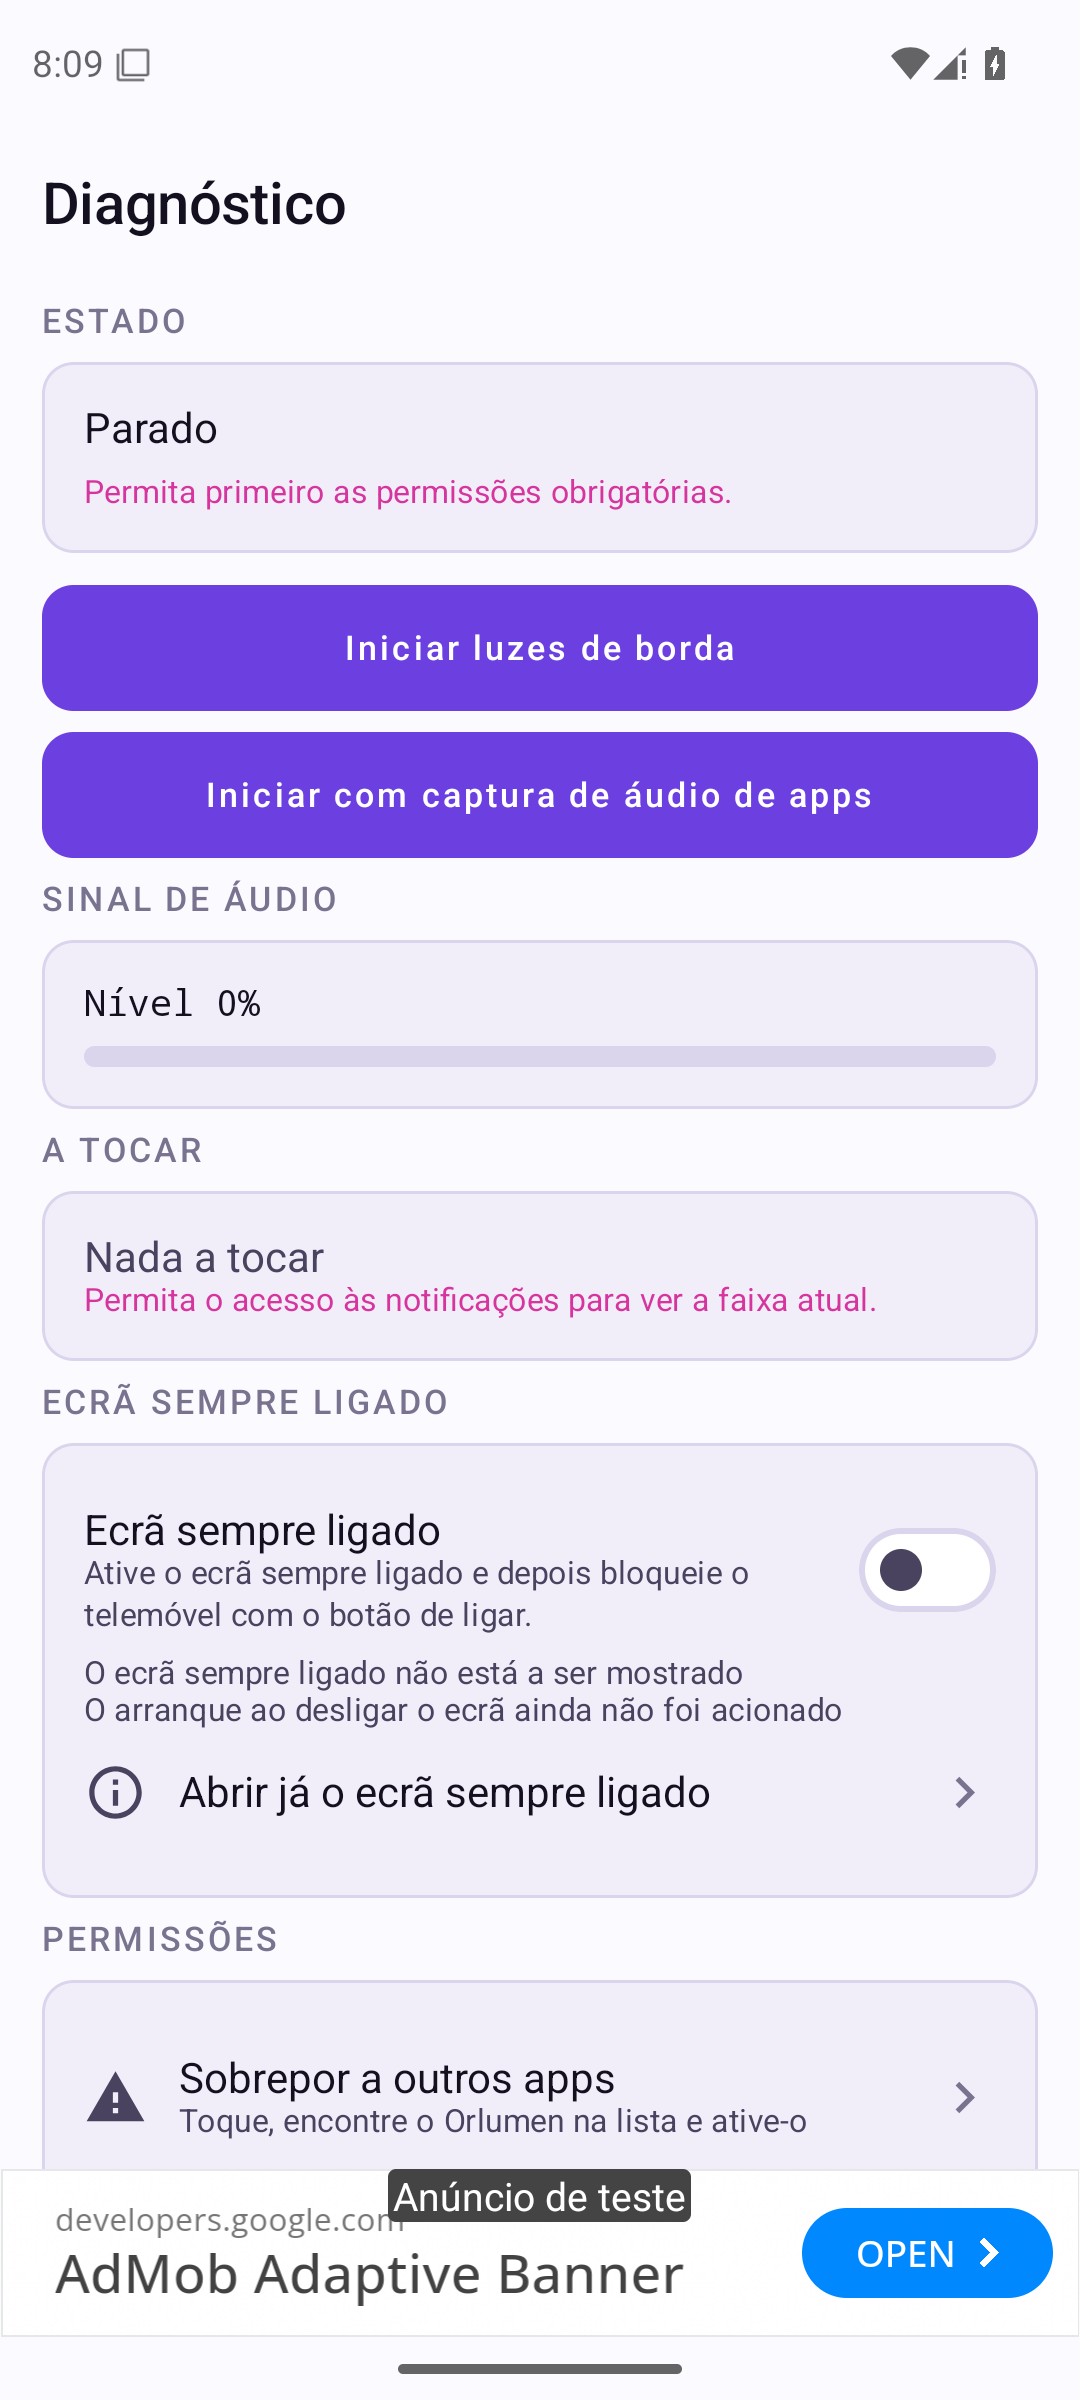 8:09
Diagnóstico
ESTADO
Parado
Permita primeiro as permissões obrigatórias.
Iniciar luzes de borda
Iniciar com captura de áudio de apps
SINAL DE ÁUDIO
Nível 0%
A TOCAR
Nada a tocar
Permita o acesso às notificações para ver a faixa atual.
ECRÃ SEMPRE LIGADO
Ecrã sempre ligado
Ative o ecrã sempre ligado e depois bloqueie o
telemóvel com o botão de ligar.
O ecrã sempre ligado não está a ser mostrado
O arranque ao desligar o ecrã ainda não foi acionado
Abrir já o ecrã sempre ligado
PERMISSÕES
Sobrepor a outros apps
Toque, encontre o Orlumen na lista e ative-o
Anúncio de teste
developers.google.com
AdMob Adaptive Banner
OPEN